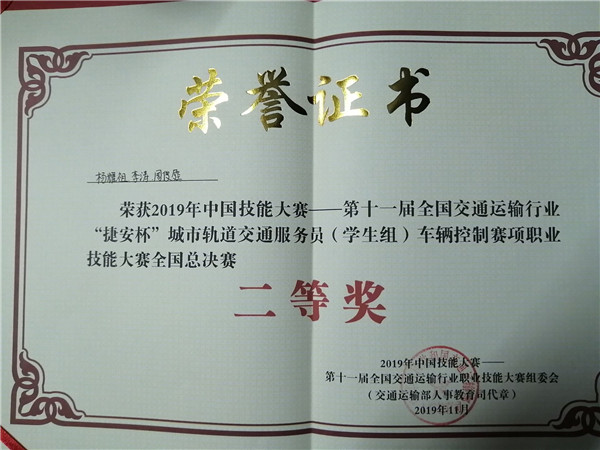 荣誉证书
杨耀祖 李涛 周良庭
荣获2019年中国技能大赛——第十一届全国交通运输行业
“捷安杯”城市轨道交通服务员（学生组）车辆控制赛项职业
技能大赛全国总决赛
二等奖
2019年中国技能大赛——
第十一届全国交通运输行业职业技能大赛组委会
（交通运输部人事教育司代章）
2019年11月